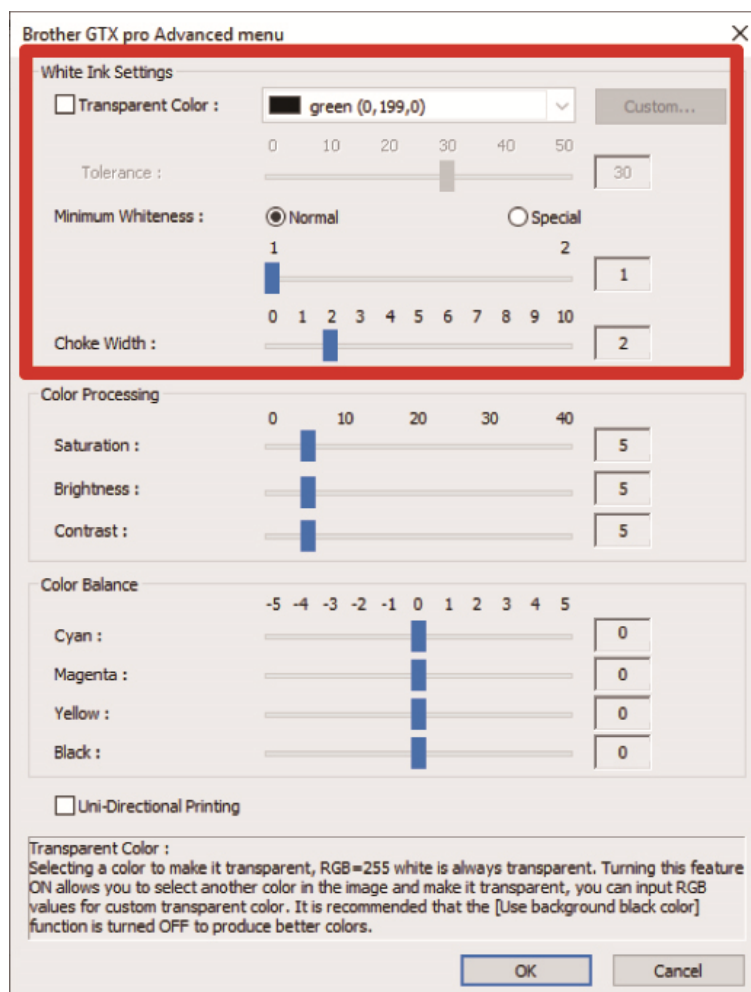 Brother GTX pro Advanced menu
White Ink Settings
Transparent Color :
green (0,199,0)
Custom...
0 10 20 30 40 50
Tolerance :
30
Minimum Whiteness :
Normal
Special
1 2
1
0 1 2 3 4 5 6 7 8 9 10
Choke Width :
2
Color Processing
0 10 20 30 40
Saturation :
5
Brightness :
5
Contrast :
5
Color Balance
-5 -4 -3 -2 -1 0 1 2 3 4 5
Cyan :
0
Magenta :
0
Yellow :
0
Black :
0
Uni-Directional Printing
Transparent Color :
Selecting a color to make it transparent, RGB=255 white is always transparent. Turning this feature
ON allows you to select another color in the image and make it transparent, you can input RGB
values for custom transparent color. It is recommended that the [Use background black color]
function is turned OFF to produce better colors.
OK
Cancel